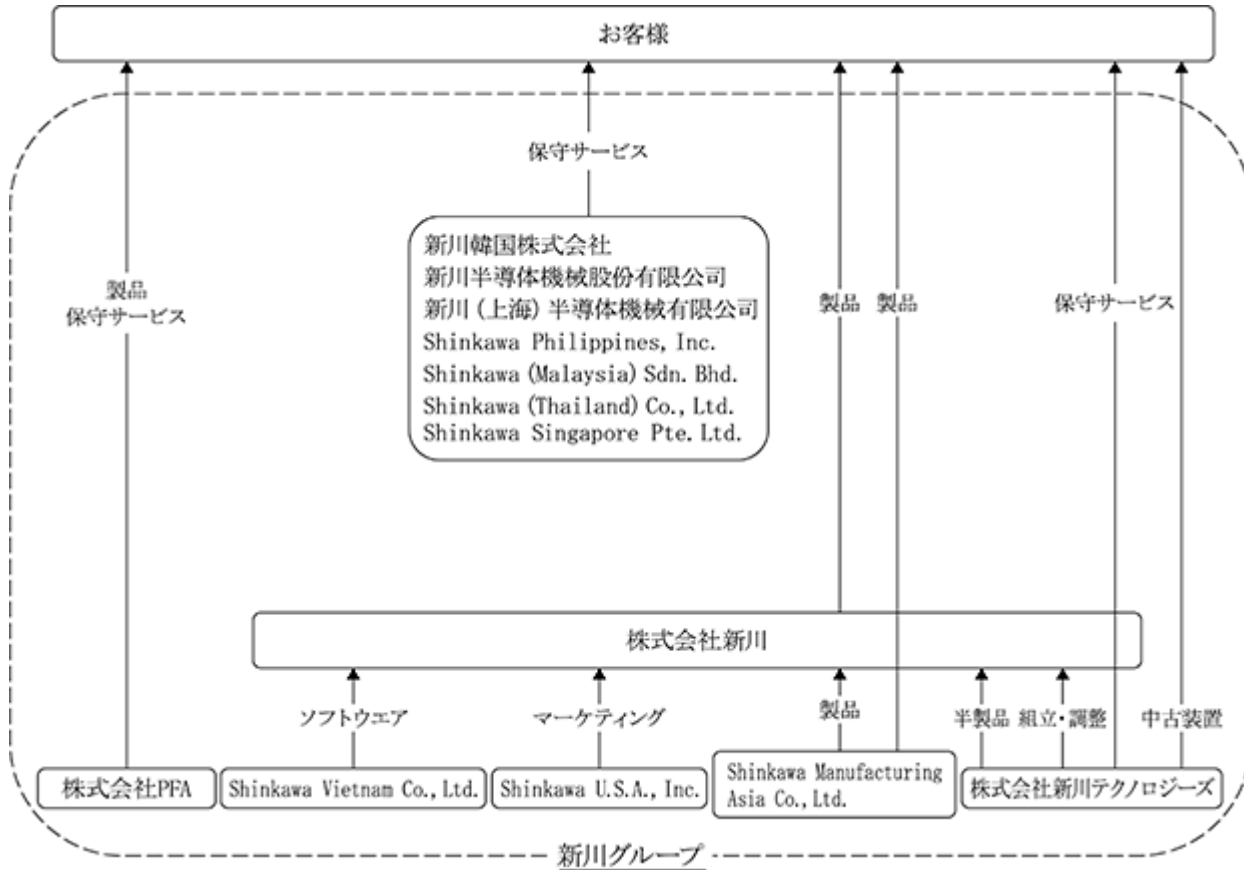 お客様
保守サービス
新川韓国株式会社
新川半導体機械股份有限公司
新川(上海)半導体機械有限公司
Shinkawa Philippines, Inc.
Shinkawa (Malaysia) Sdn. Bhd.
Shinkawa (Thailand) Co., Ltd.
Shinkawa Singapore Pte. Ltd.
製品
保守サービス
製品
製品
保守サービス
株式会社新川
ソフトウエア
マーケティング
製品
半製品
組立・調整
中古装置
株式会社PFA
Shinkawa Vietnam Co., Ltd.
Shinkawa U.S.A., Inc.
Shinkawa Manufacturing
Asia Co., Ltd.
株式会社新川テクノロジーズ
新川グループ